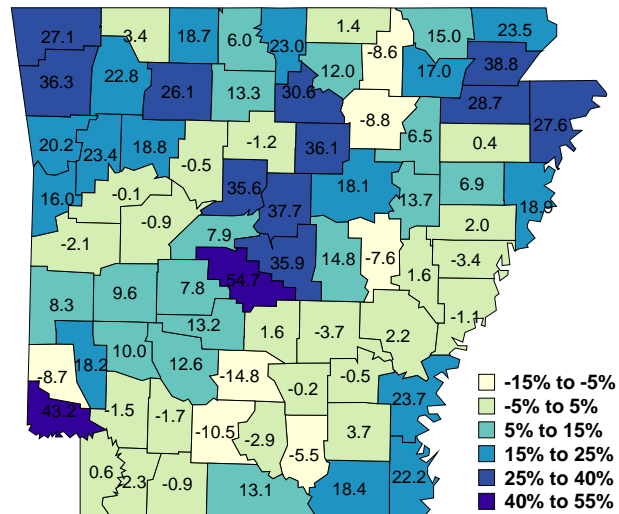 27.1 3.4 18.7 6.0 23.0 1.4 -8.6 15.0 23.5
36.3 22.8 26.1 13.3 30.6 12.0 17.0 38.8
28.7 27.6
-8.8
20.2 23.4 18.8 -0.5 -1.2 36.1 6.5 0.4
16.0 -0.1 35.6 18.1 13.7 6.9 18.9
37.7
-2.1 -0.9 7.9 2.0
54.7 35.9 14.8 -7.6 1.6 -3.4
8.3 9.6 7.8
13.2 1.6 -3.7 2.2 -1.1
-8.7 18.2 10.0 12.6 -14.8 -0.2 -0.5
-15% to -5%
43.2 -1.5 -1.7 23.7 -5% to 5%
-10.5 -2.9 3.7 5% to 15%
-5.5 15% to 25%
0.6 2.3 -0.9 13.1 18.4 22.2 25% to 40%
40% to 55%